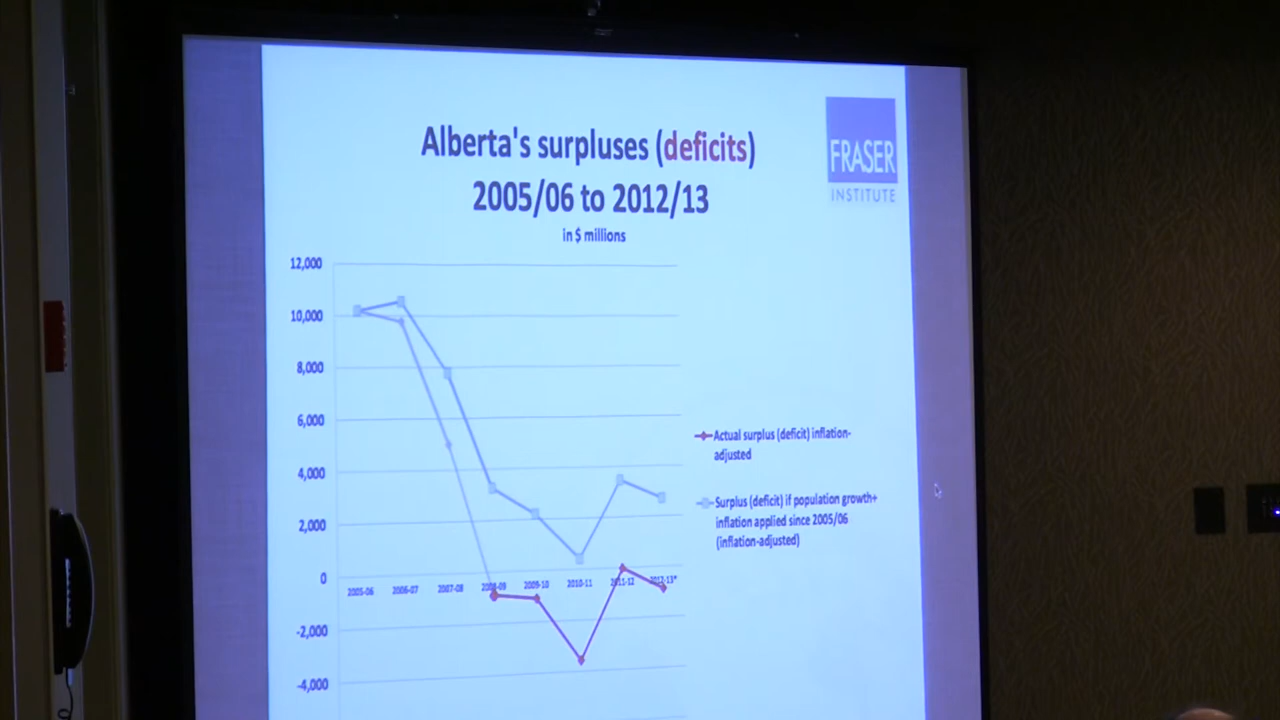 Alberta's surpluses (deficits)
2005/06 to 2012/13
in $ millions
FRASER
INSTITUTE
12,000
10,000
8,000
6,000
4,000
2,000
0
-2,000
-4,000
2005-06
2006-07
2007-08
2008-09
2009-10
2010-11
2011-12
2012-13*
Actual surplus (deficit) inflation-
adjusted
Surplus (deficit) if population growth+
inflation applied since 2005/06
(inflation-adjusted)